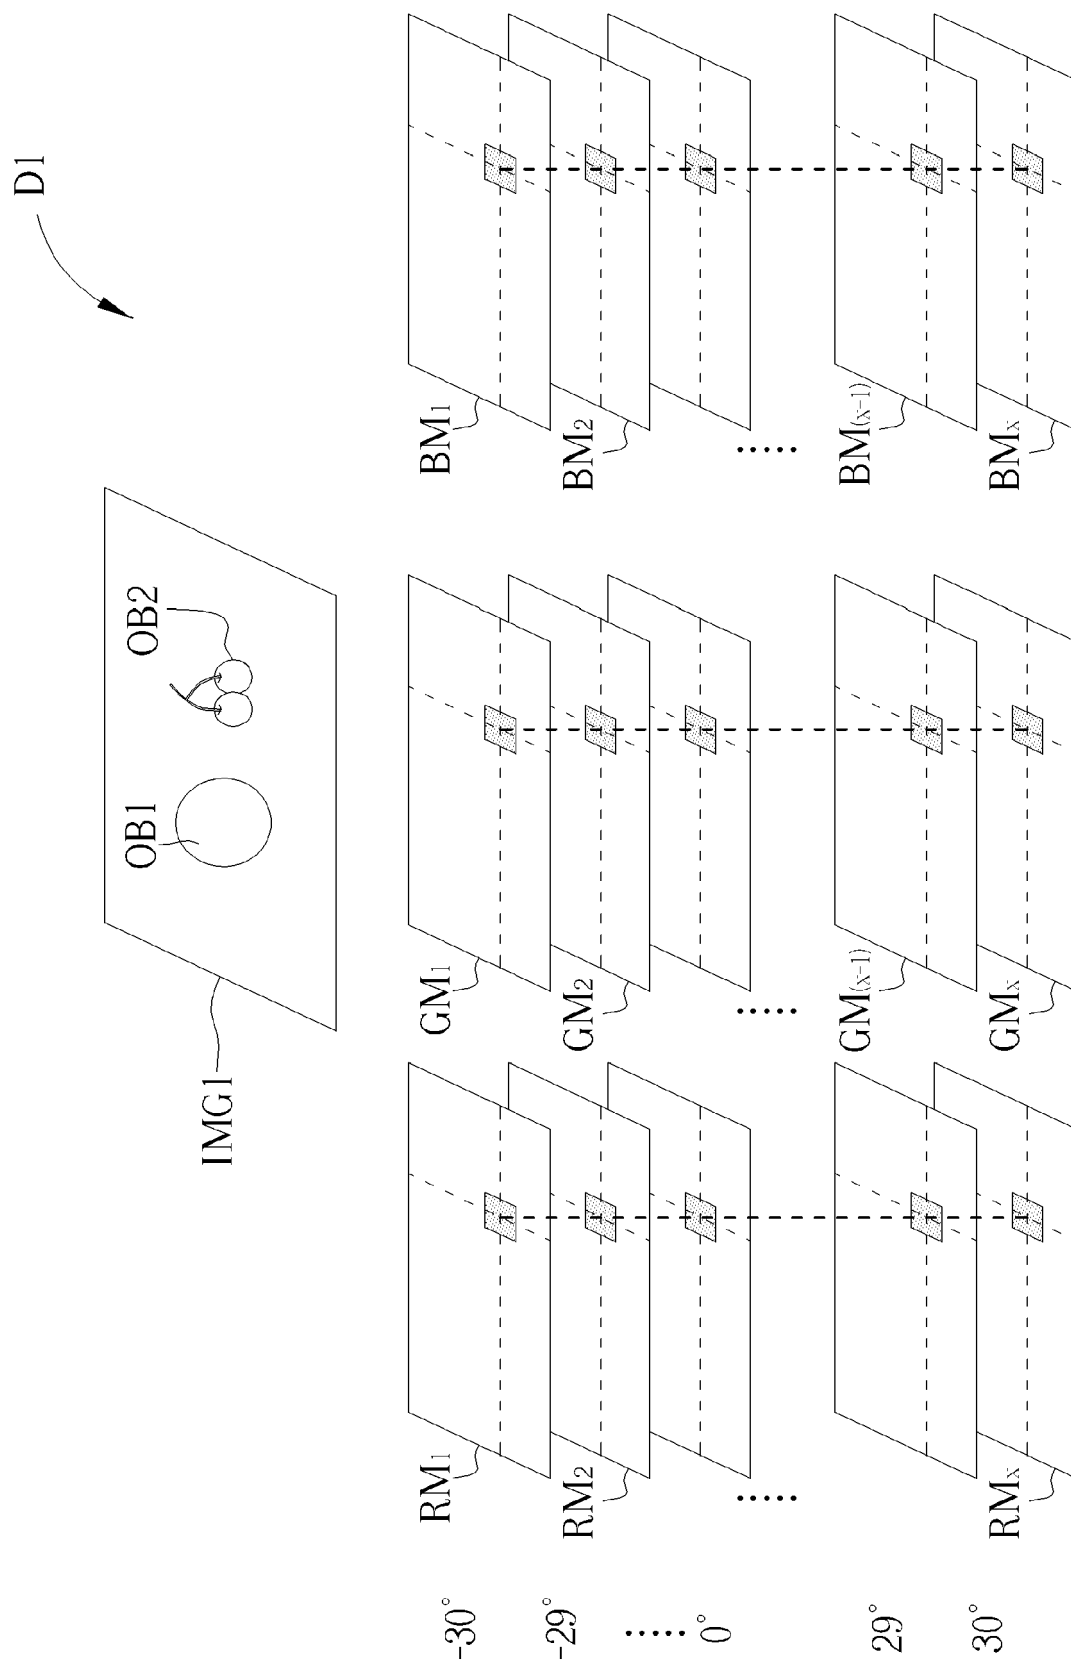 D1
OB1
OB2
IMG1
-30°
RM1
GM1
BM1
-29°
RM2
GM2
BM2
.....
0°
.....
.....
.....
29°
GM(x-1)
BM(x-1)
30°
RMx
GMx
BMx